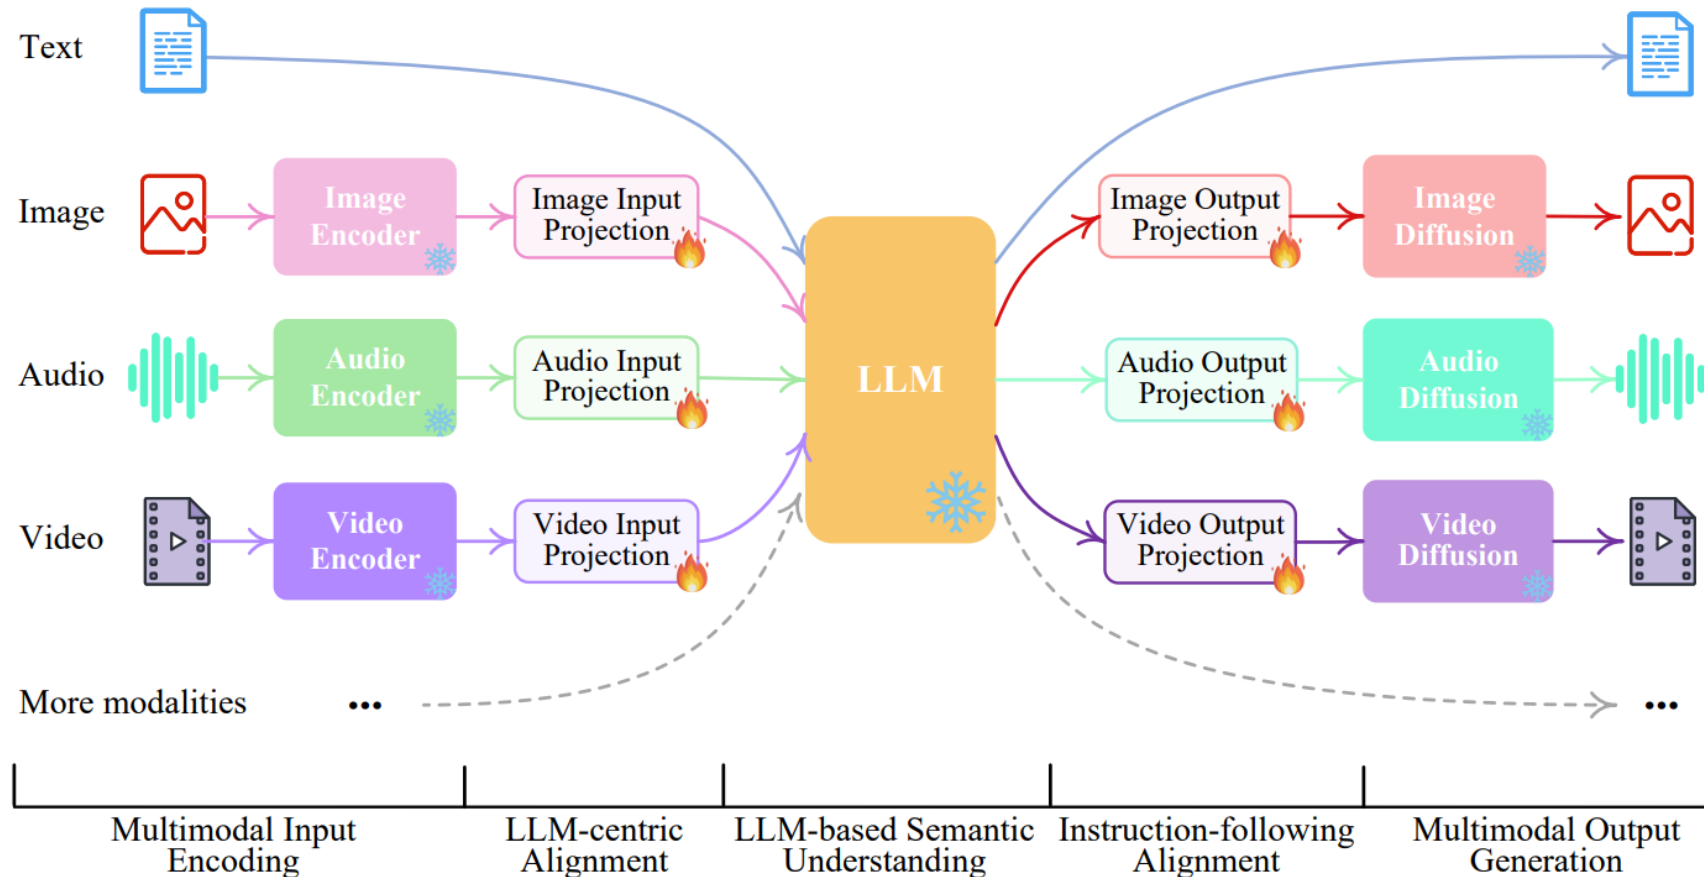 Text
Image
Image
Encoder
Image Input
Projection
Image Output
Projection
Image
Diffusion
Audio
Audio
Encoder
Audio Input
Projection
LLM
Audio Output
Projection
Audio
Diffusion
Video
Video
Encoder
Video Input
Projection
Video Output
Projection
Video
Diffusion
More modalities ... ...
Multimodal Input
Encoding
LLM-centric
Alignment
LLM-based Semantic
Understanding
Instruction-following
Alignment
Multimodal Output
Generation